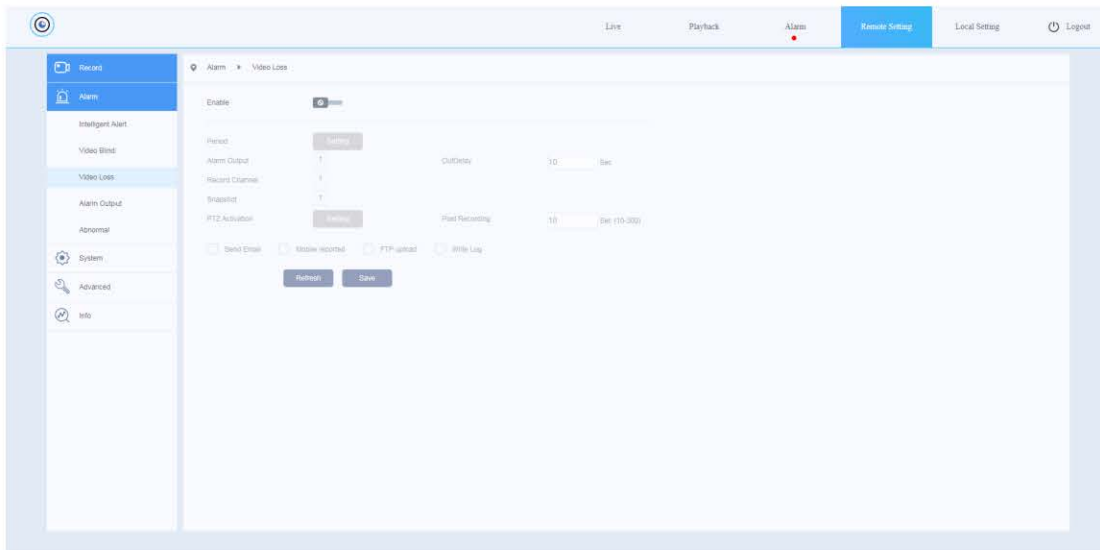 Live Playback Alarm Remote Setting Local Setting Logout
Record
Alarm
Intelligent Alert
Video Blind
Video Loss
Alarm Output
Abnormal
System
Advanced
Info
Alarm Video Loss
Enable
Period Setting
Alarm Output 1 OutDelay 10 Sec
Record Channel 1
Snapshot 1
PTZ Activation Setting Post Recording 10 Sec (10-300)
Send Email Mobile reported FTP upload Write Log
Refresh Save